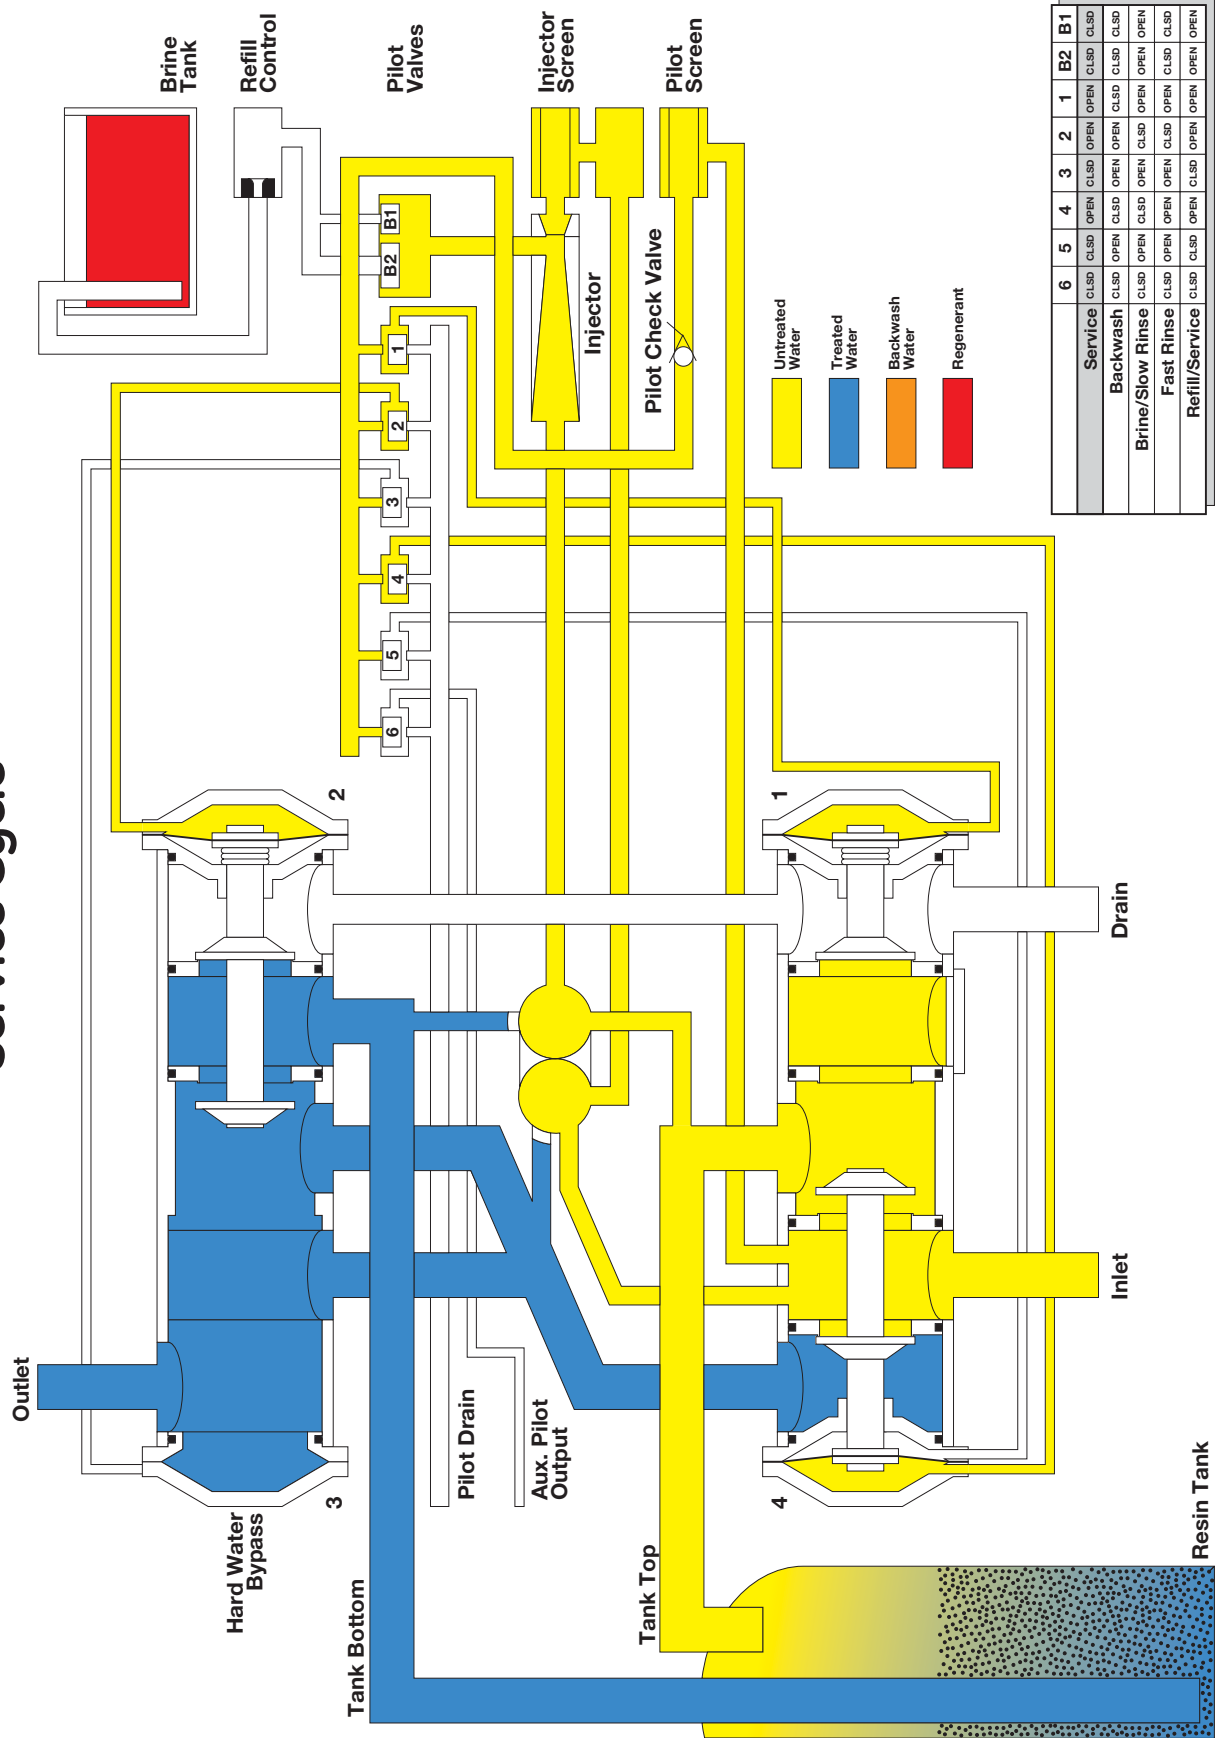 Service Cycle
Outlet
Hard Water
Bypass
3
2
Brine
Tank
Refill
Control
Pilot
Valves
6
5
4
3
2
1
B2
B1
Tank Bottom
Pilot Drain
Aux. Pilot
Output
Injector
Screen
Injector
Pilot
Screen
Pilot Check Valve
Tank Top
4
1
Untreated
Water
Treated
Water
Backwash
Water
Regenerant
Inlet
Drain
Resin Tank
6 5 4 3 2 1 B2 B1
Service CLSD CLSD OPEN CLSD OPEN OPEN CLSD CLSD
Backwash CLSD OPEN CLSD OPEN OPEN CLSD CLSD CLSD
Brine/Slow Rinse CLSD OPEN CLSD OPEN CLSD OPEN OPEN OPEN
Fast Rinse CLSD OPEN OPEN OPEN CLSD OPEN CLSD CLSD
Refill/Service CLSD CLSD OPEN CLSD OPEN OPEN OPEN OPEN